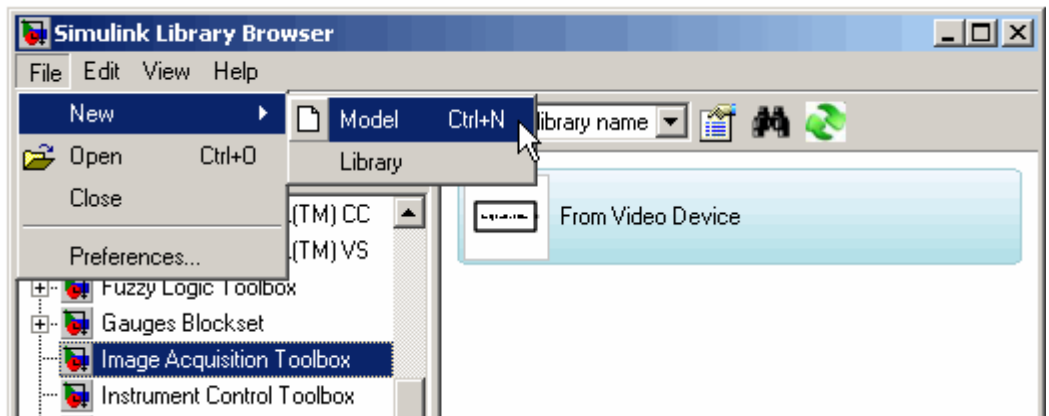 Simulink Library Browser
File Edit View Help
New
Model Ctrl+N
library name
Open Ctrl+O
Library
Close
Preferences...
(TM) CC
(TM) VS
Fuzzy Logic Toolbox
Gauges Blockset
Image Acquisition Toolbox
Instrument Control Toolbox
From Video Device